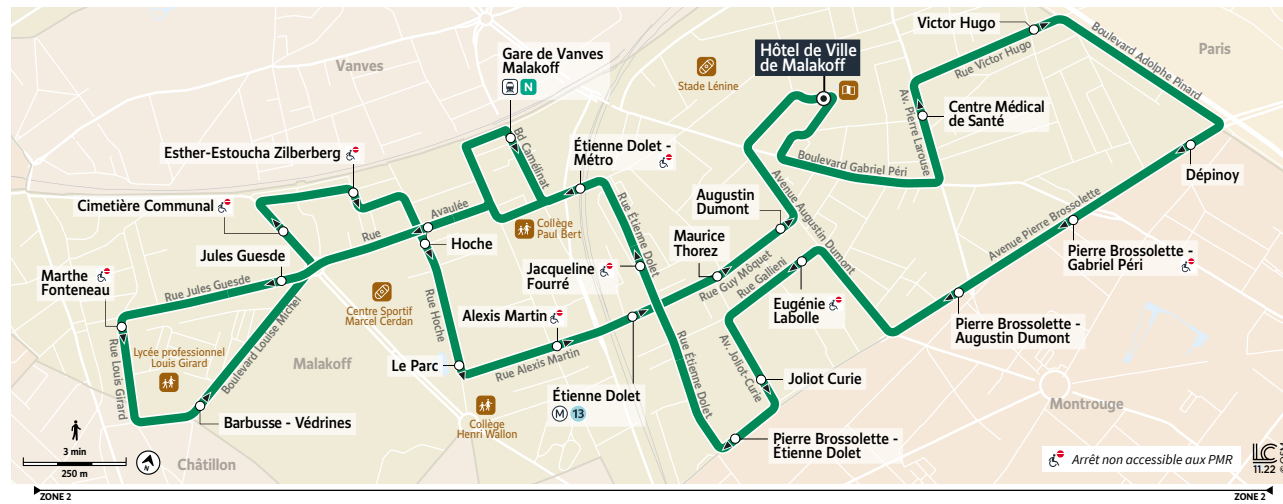 Vanves
Gare de Vanves
Malakoff
N
Bd Camélinat
Stade Lénine
Hôtel de Ville
de Malakoff
Victor Hugo
Rue Victor Hugo
Boulevard Adolphe Pinard
Paris
Av. Pierre Larouse
Centre Médical
de Santé
Boulevard Gabriel Péri
Dépinoy
Avenue Pierre Brossolette
Pierre Brossolette -
Gabriel Péri
Pierre Brossolette -
Augustin Dumont
Avenue Augustin Dumont
Augustin
Dumont
Maurice
Thorez
Rue Guy Môquet
Rue Gallieni
Eugénie
Labolle
Av. Joliot-Curie
Joliot Curie
Pierre Brossolette -
Étienne Dolet
Rue Étienne Dolet
Rue Étienne Dolet
Étienne Dolet -
Métro
Jacqueline
Fourré
Collège
Paul Bert
Esther-Estoucha Zilberberg
Cimetière Communal
Rue
Avaulée
Hoche
Jules Guesde
Rue Jules Guesde
Marthe
Fonteneau
Rue Louis Girard
Lycée professionnel
Louis Girard
Boulevard Louise Michel
Barbusse - Védrines
Centre Sportif
Marcel Cerdan
Malakoff
Rue Hoche
Le Parc
Rue Alexis Martin
Alexis Martin
Étienne Dolet
M 13
Collège
Henri Wallon
Châtillon
Montrouge
3 min
250 m
N
Arrêt non accessible aux PMR
LC
11.22
ZONE 2
ZONE 2